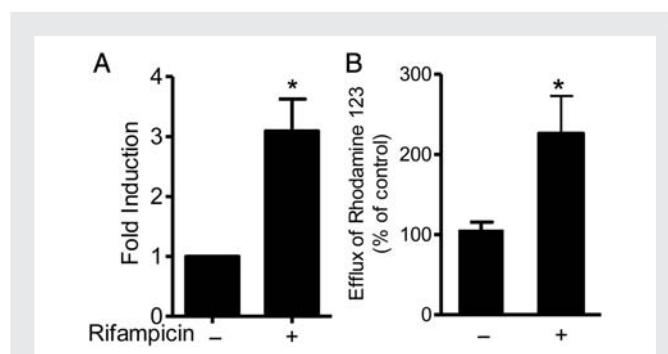 A
Fold Induction
4
3
2
1
0
Rifampicin – +
*
B
Efflux of Rhodamine 123
(% of control)
300
200
100
0
– +
*